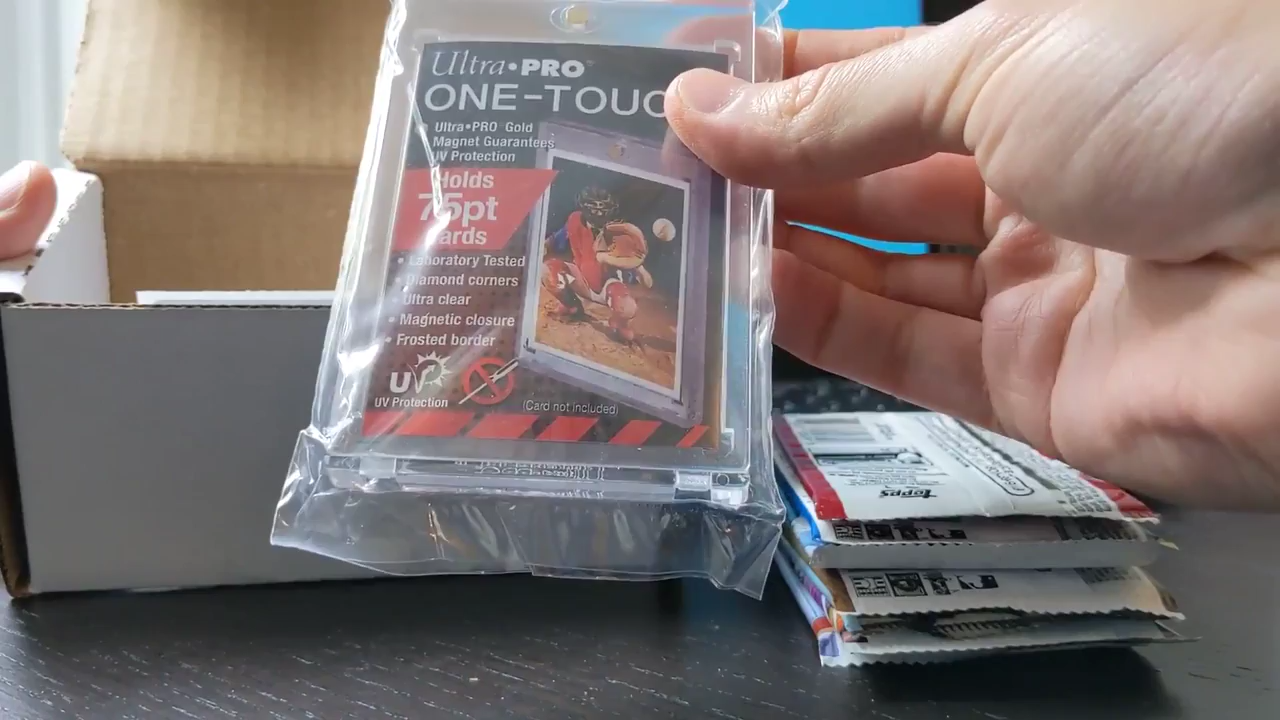 Ultra•PRO
ONE-TOUC
Ultra•PRO Gold
Magnet Guarantees
UV Protection
Holds
75pt
ards
• Laboratory Tested
Diamond corners
Ultra clear
• Magnetic closure
• Frosted border
UV
UV Protection
(Card not included)
Topps